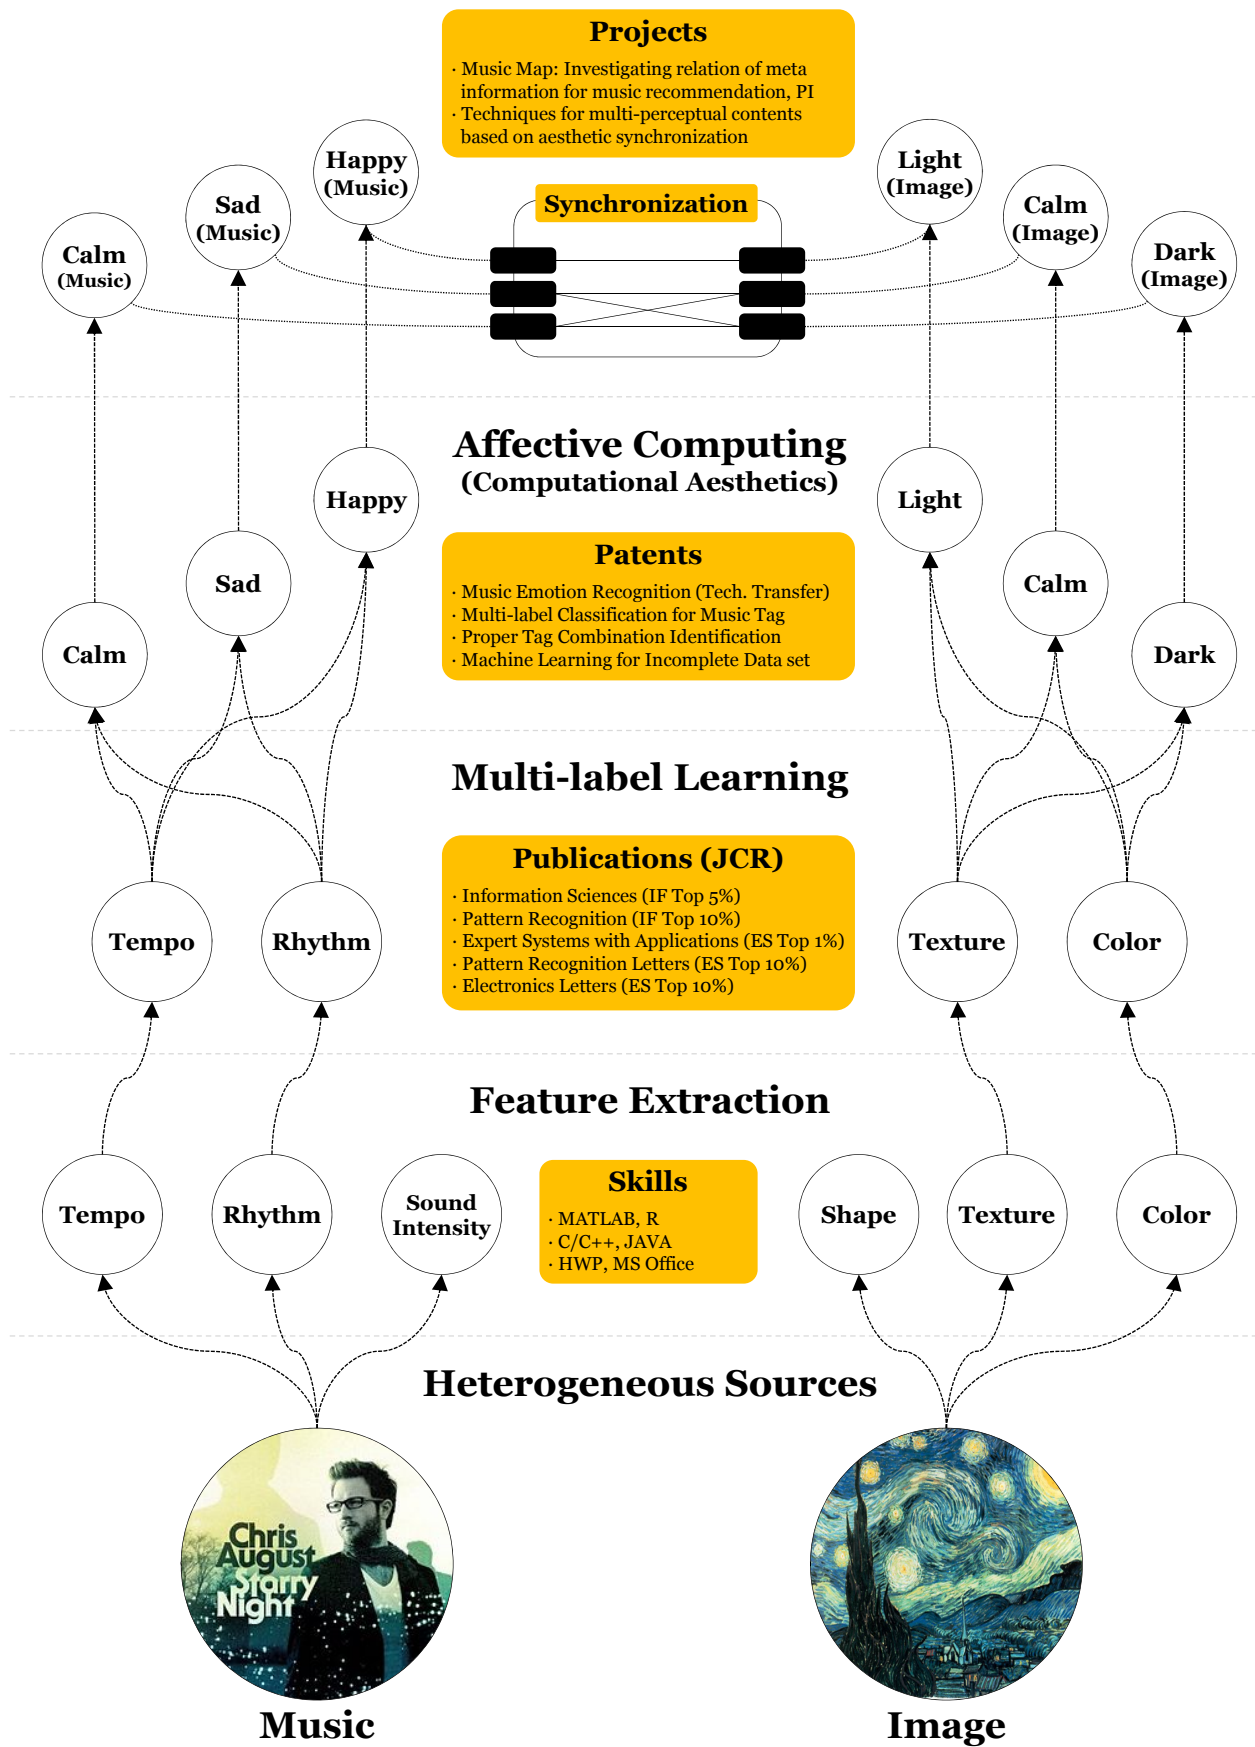 Projects
· Music Map: Investigating relation of meta
information for music recommendation, PI
· Techniques for multi-perceptual contents
based on aesthetic synchronization
Happy
(Music)
Light
(Image)
Sad
(Music)
Synchronization
Calm
(Image)
Calm
(Music)
Dark
(Image)
Affective Computing
(Computational Aesthetics)
Happy
Light
Patents
· Music Emotion Recognition (Tech. Transfer)
· Multi-label Classification for Music Tag
· Proper Tag Combination Identification
· Machine Learning for Incomplete Data set
Sad
Calm
Calm
Dark
Multi-label Learning
Publications (JCR)
· Information Sciences (IF Top 5%)
· Pattern Recognition (IF Top 10%)
· Expert Systems with Applications (ES Top 1%)
· Pattern Recognition Letters (ES Top 10%)
· Electronics Letters (ES Top 10%)
Tempo
Rhythm
Texture
Color
Feature Extraction
Skills
· MATLAB, R
· C/C++, JAVA
· HWP, MS Office
Tempo
Rhythm
Sound
Intensity
Shape
Texture
Color
Heterogeneous Sources
Chris
August
Starry
Night
Music
Image